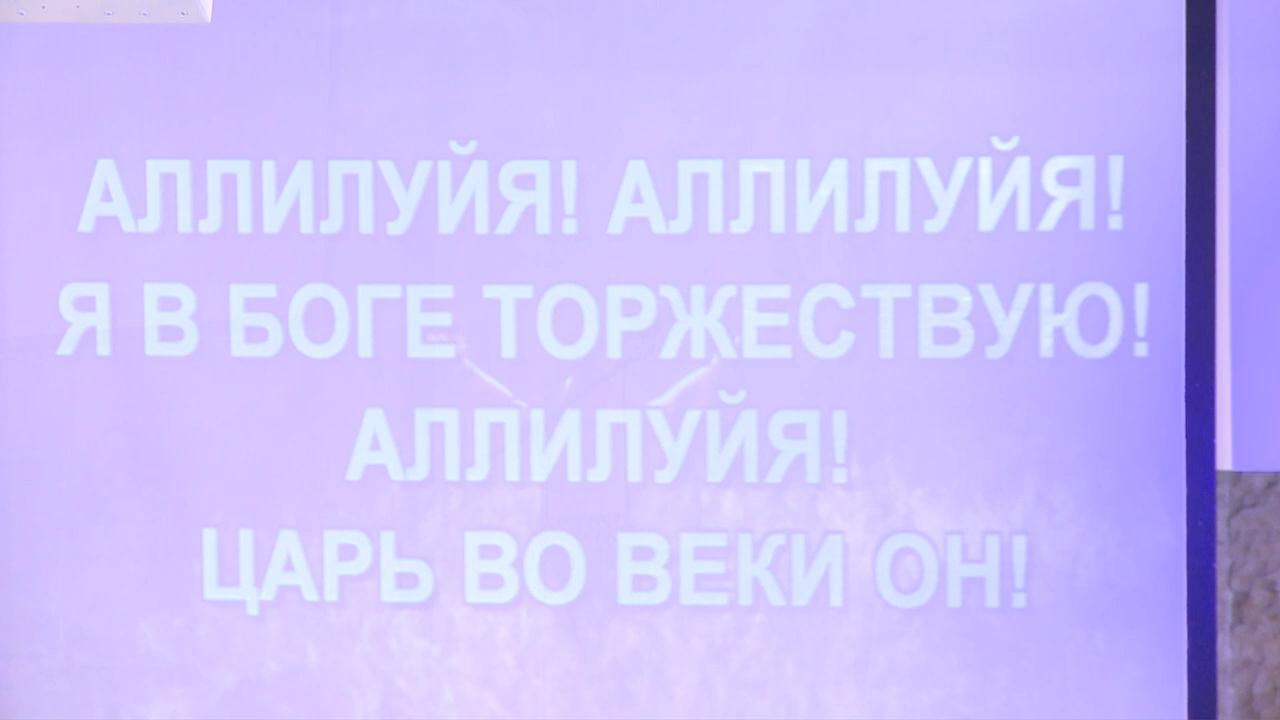 АЛЛИЛУЙЯ! АЛЛИЛУЙЯ!
Я В БОГЕ ТОРЖЕСТВУЮ!
АЛЛИЛУЙЯ!
ЦАРЬ ВО ВЕКИ ОН!